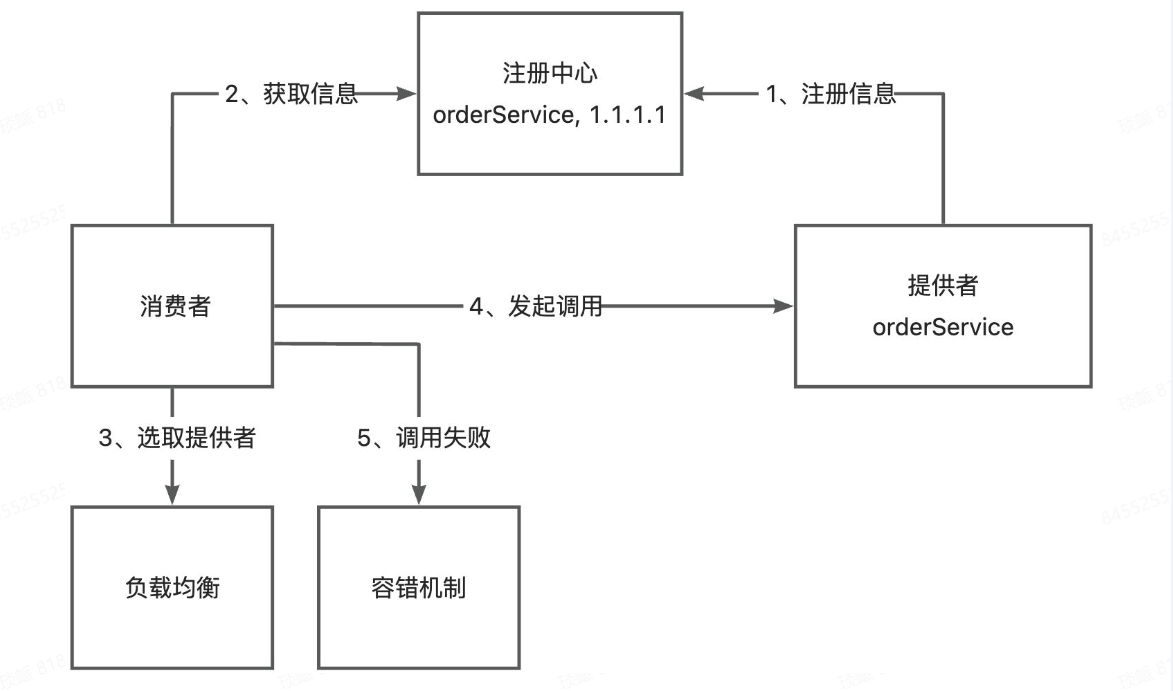 注册中心
orderService, 1.1.1.1
2、获取信息
1、注册信息
消费者
4、发起调用
提供者
orderService
3、选取提供者
5、调用失败
负载均衡
容错机制